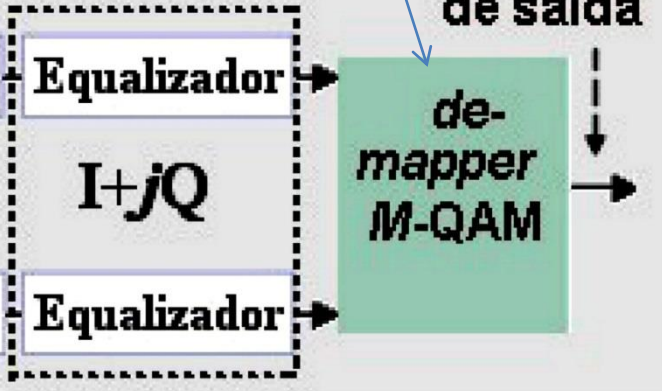 de saída
Equalizador
I+jQ
Equalizador
de-
mapper
M-QAM